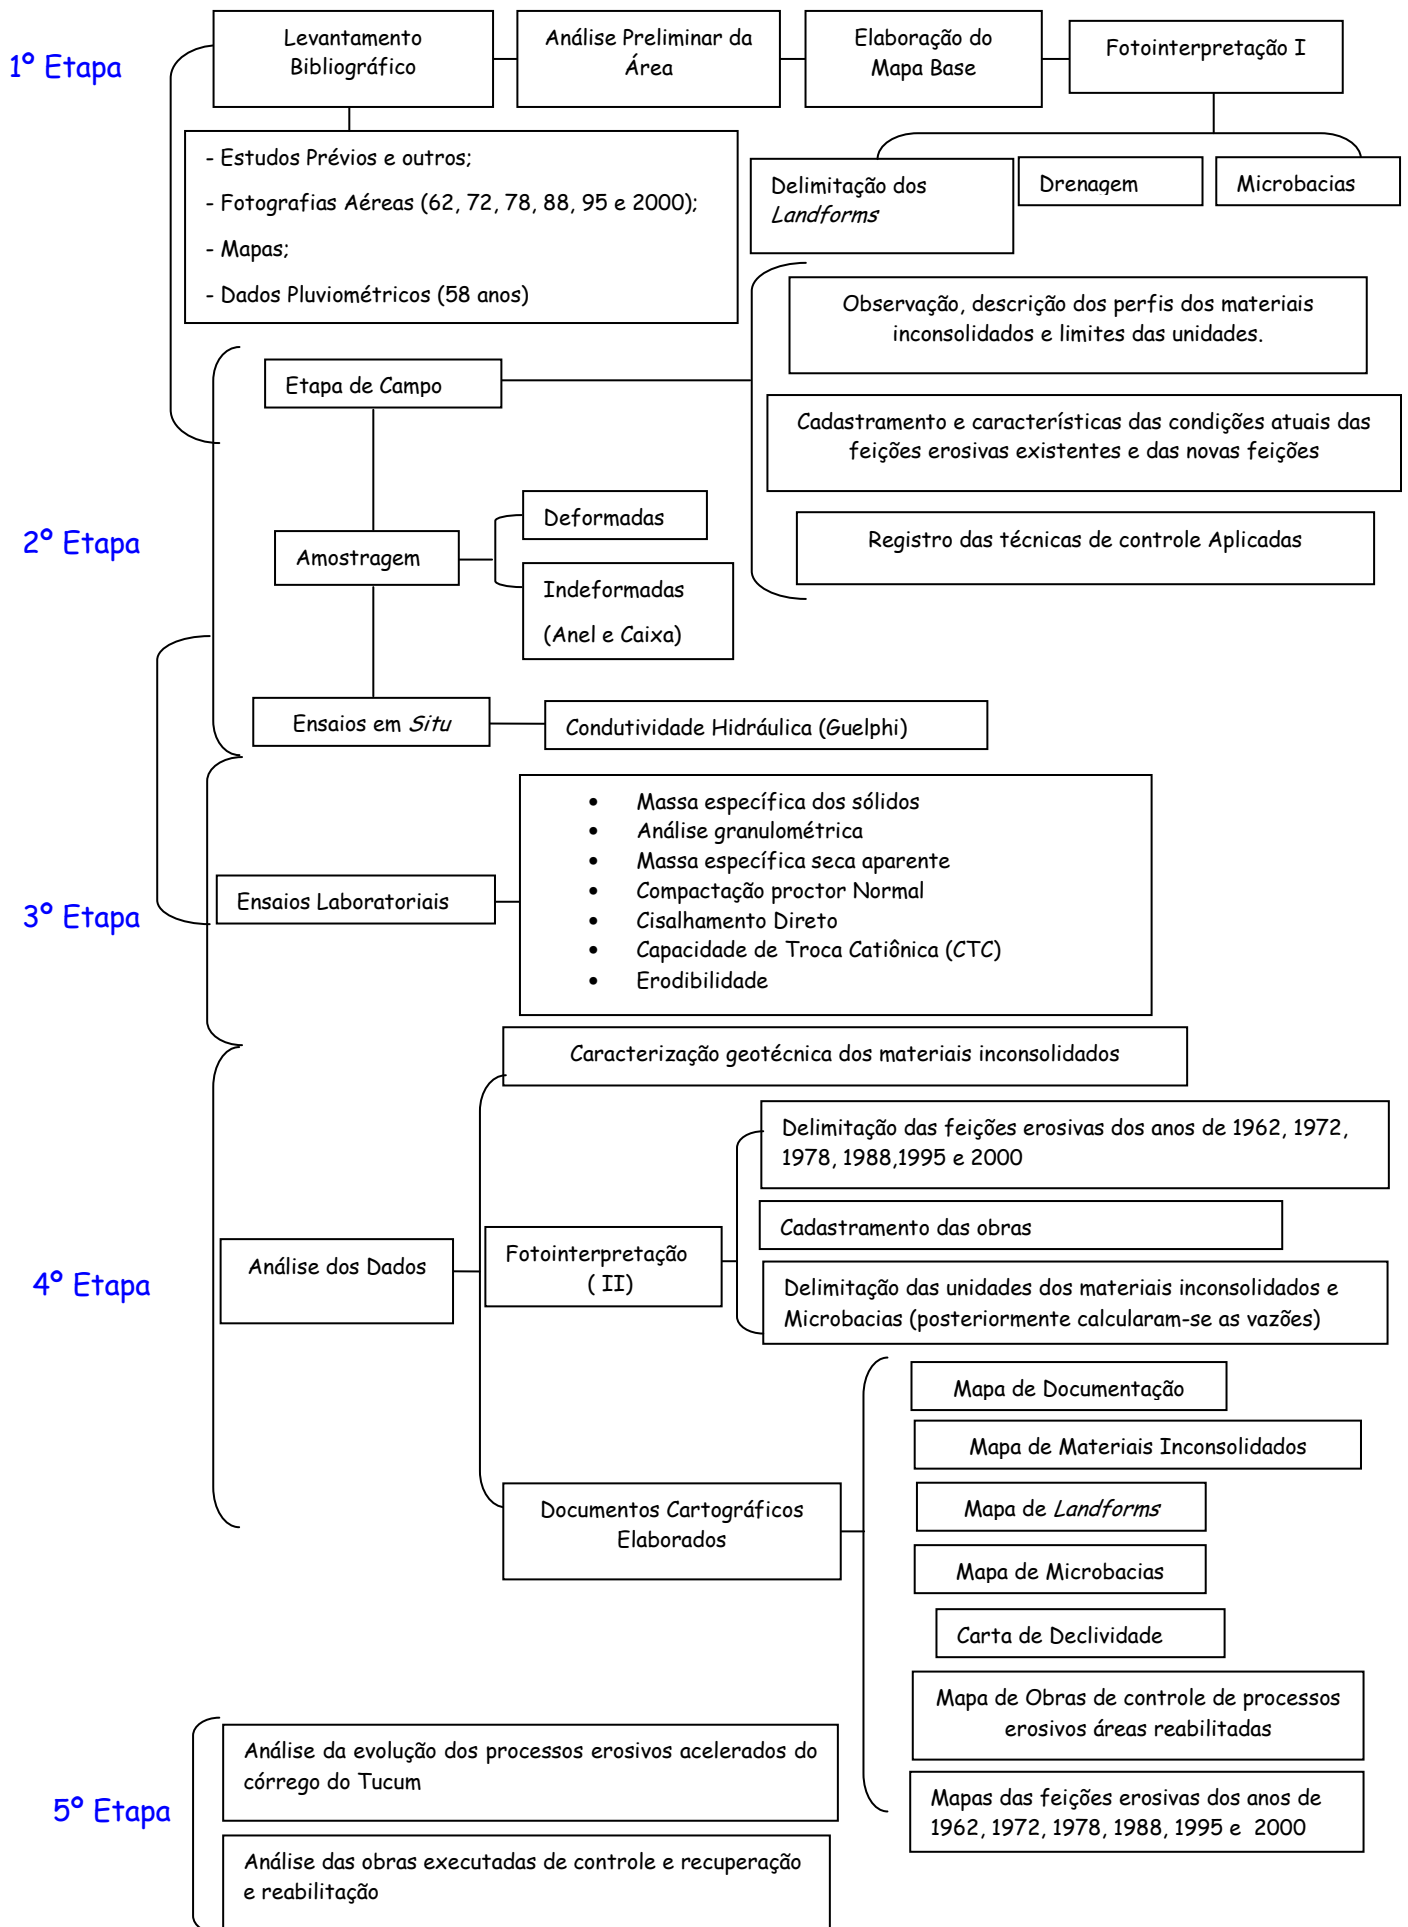 1º Etapa
Levantamento
Bibliográfico
Análise Preliminar da
Área
Elaboração do
Mapa Base
Fotointerpretação I
- Estudos Prévios e outros;
- Fotografias Aéreas (62, 72, 78, 88, 95 e 2000);
- Mapas;
- Dados Pluviométricos (58 anos)
Delimitação dos
Landforms
Drenagem
Microbacias
2º Etapa
Etapa de Campo
Observação, descrição dos perfis dos materiais
inconsolidados e limites das unidades.
Cadastramento e características das condições atuais das
feições erosivas existentes e das novas feições
Registro das técnicas de controle Aplicadas
Amostragem
Deformadas
Indeformadas
(Anel e Caixa)
Ensaios em Situ
Condutividade Hidráulica (Guelphi)
3º Etapa
Ensaios Laboratoriais
• Massa específica dos sólidos
• Análise granulométrica
• Massa específica seca aparente
• Compactação proctor Normal
• Cisalhamento Direto
• Capacidade de Troca Catiônica (CTC)
• Erodibilidade
4º Etapa
Análise dos Dados
Caracterização geotécnica dos materiais inconsolidados
Fotointerpretação
( II)
Delimitação das feições erosivas dos anos de 1962, 1972,
1978, 1988,1995 e 2000
Cadastramento das obras
Delimitação das unidades dos materiais inconsolidados e
Microbacias (posteriormente calcularam-se as vazões)
Documentos Cartográficos
Elaborados
Mapa de Documentação
Mapa de Materiais Inconsolidados
Mapa de Landforms
Mapa de Microbacias
Carta de Declividade
Mapa de Obras de controle de processos
erosivos áreas reabilitadas
Mapas das feições erosivas dos anos de
1962, 1972, 1978, 1988, 1995 e 2000
5º Etapa
Análise da evolução dos processos erosivos acelerados do
córrego do Tucum
Análise das obras executadas de controle e recuperação
e reabilitação